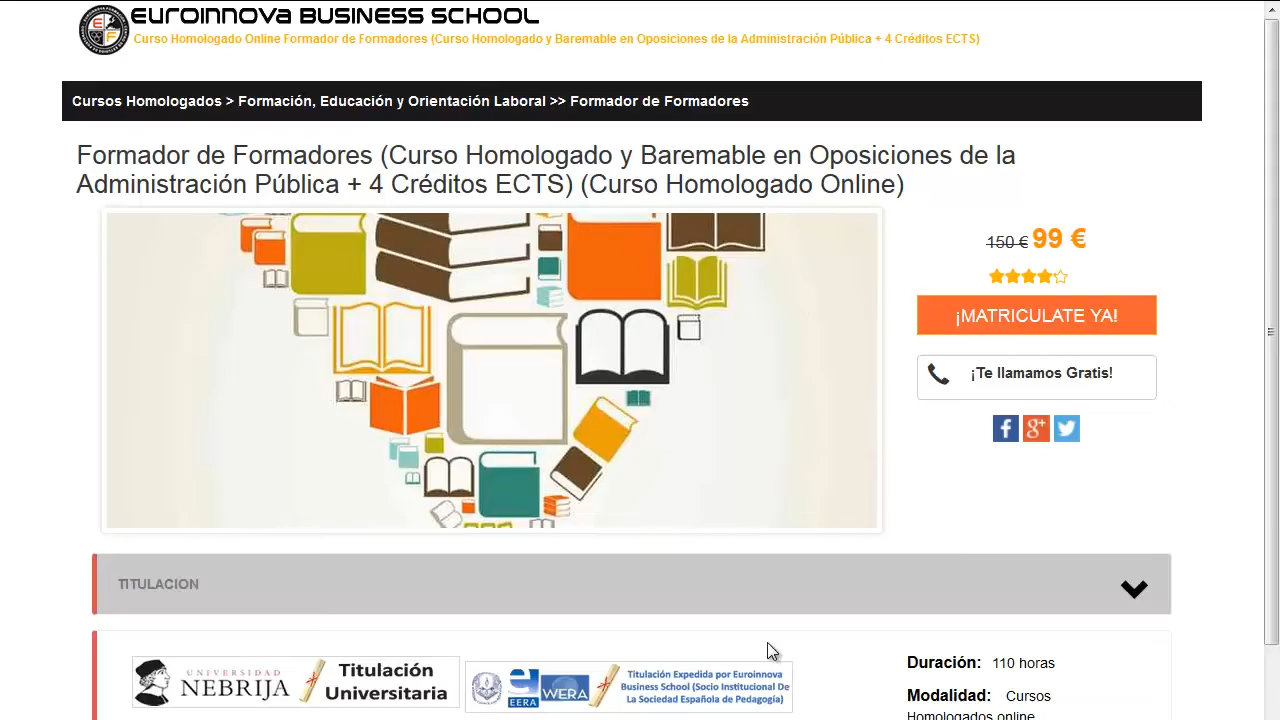 EUROINNOVA BUSINESS SCHOOL
Curso Homologado Online Formador de Formadores (Curso Homologado y Baremable en Oposiciones de la Administración Pública + 4 Créditos ECTS)
Cursos Homologados > Formación, Educación y Orientación Laboral >> Formador de Formadores
Formador de Formadores (Curso Homologado y Baremable en Oposiciones de la
Administración Pública + 4 Créditos ECTS) (Curso Homologado Online)
150 € 99 €
¡MATRICULATE YA!
¡Te llamamos Gratis!
TITULACION
UNIVERSIDAD
NEBRIJA
Titulación
Universitaria
EERA
WERA
Titulación Expedida por Euroinnova
Business School (Socio Institucional De
La Sociedad Española de Pedagogía)
Duración: 110 horas
Modalidad: Cursos
Homologados online